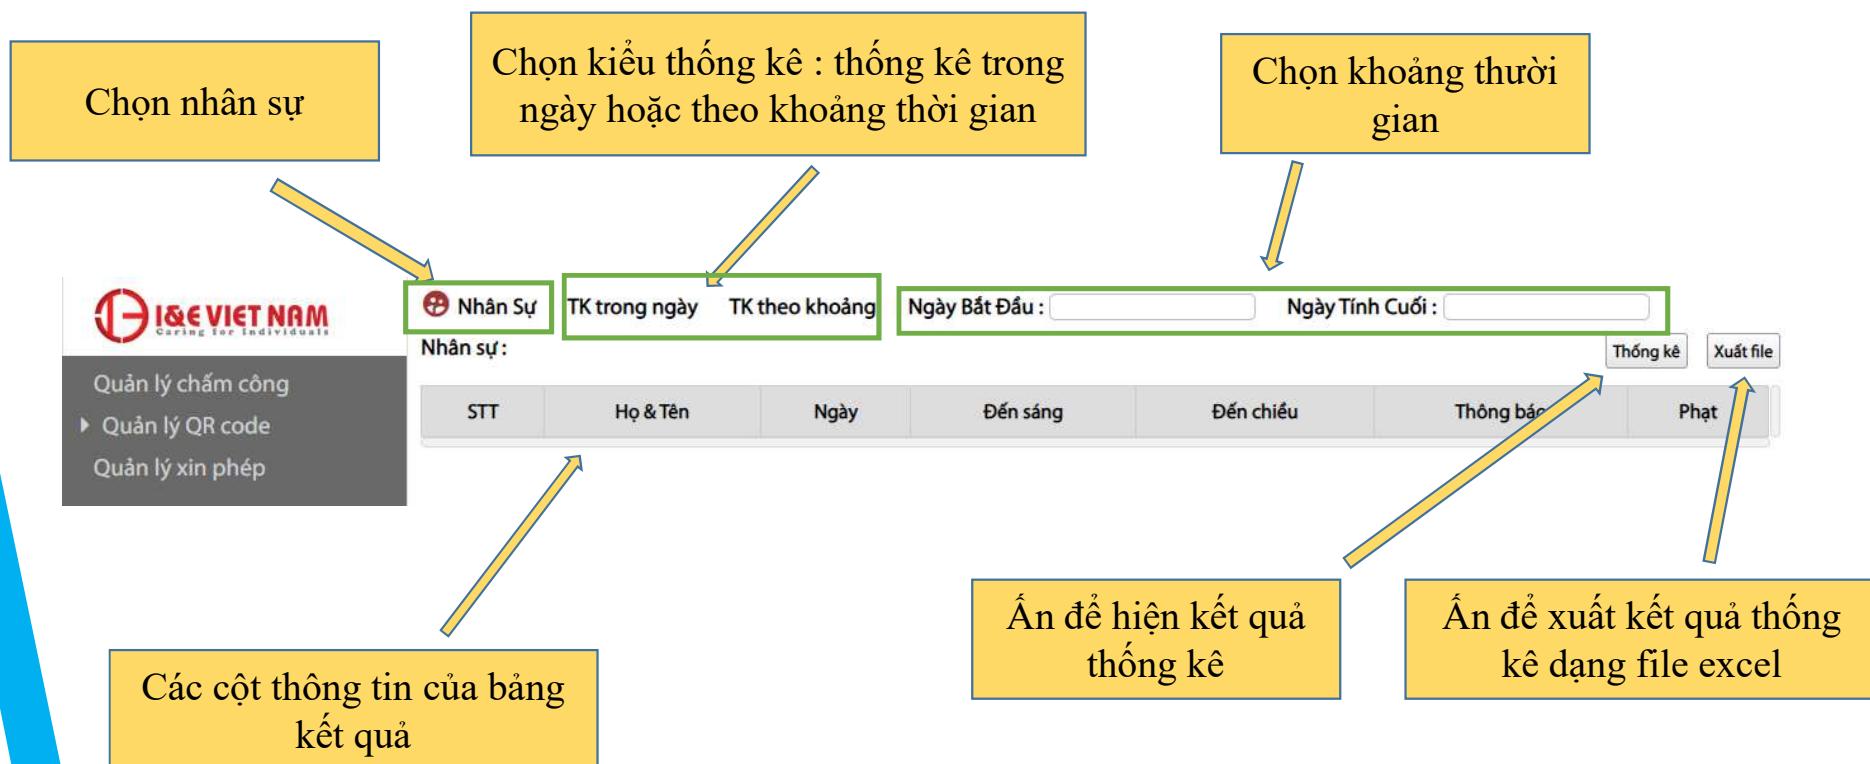 Chọn nhân sự
Chọn kiểu thống kê : thống kê trong
ngày hoặc theo khoảng thời gian
Chọn khoảng thười
gian
I&E VIET NAM
Caring for Individuals
Nhân Sự
TK trong ngày
TK theo khoảng
Ngày Bắt Đầu :
Ngày Tính Cuối :
Nhân sự :
Thống kê
Xuất file
Quản lý chấm công
Quản lý QR code
Quản lý xin phép
STT
Họ & Tên
Ngày
Đến sáng
Đến chiều
Thông báo
Phạt
Ấn để hiện kết quả
thống kê
Ấn để xuất kết quả thống
kê dạng file excel
Các cột thông tin của bảng
kết quả